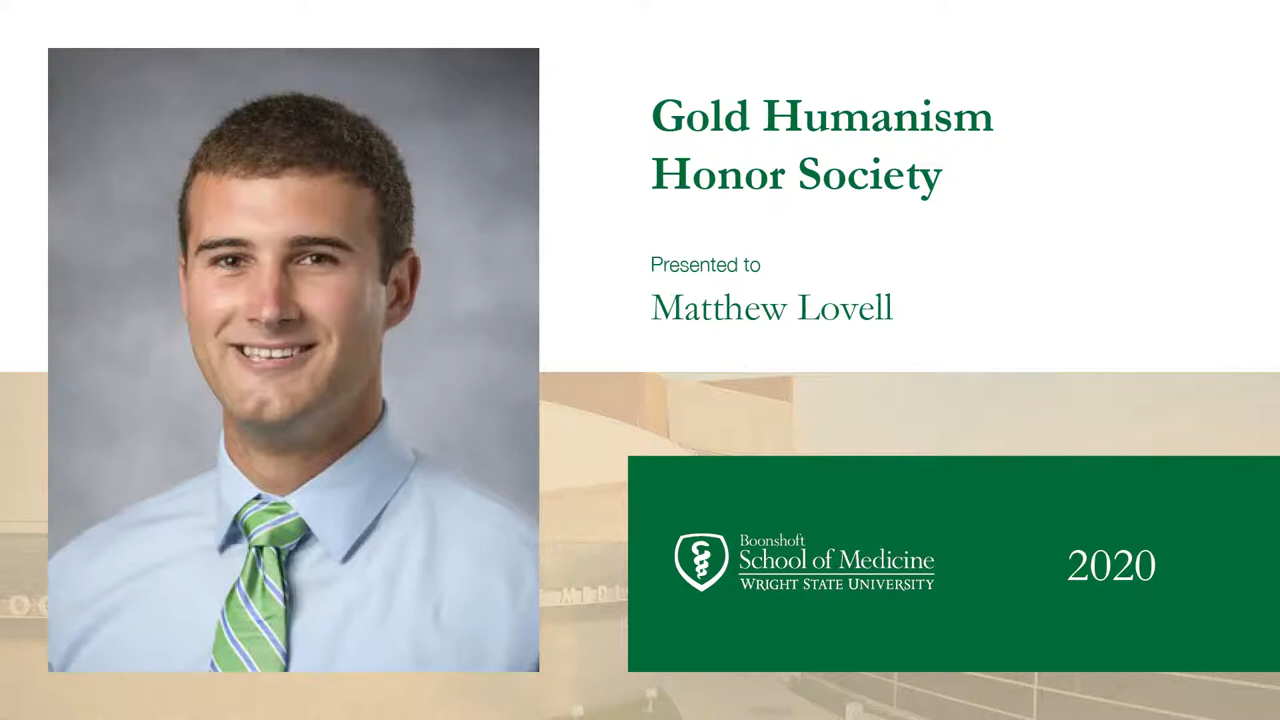 Gold Humanism
Honor Society
Presented to
Matthew Lovell
Boonshoft
School of Medicine
WRIGHT STATE UNIVERSITY
2020